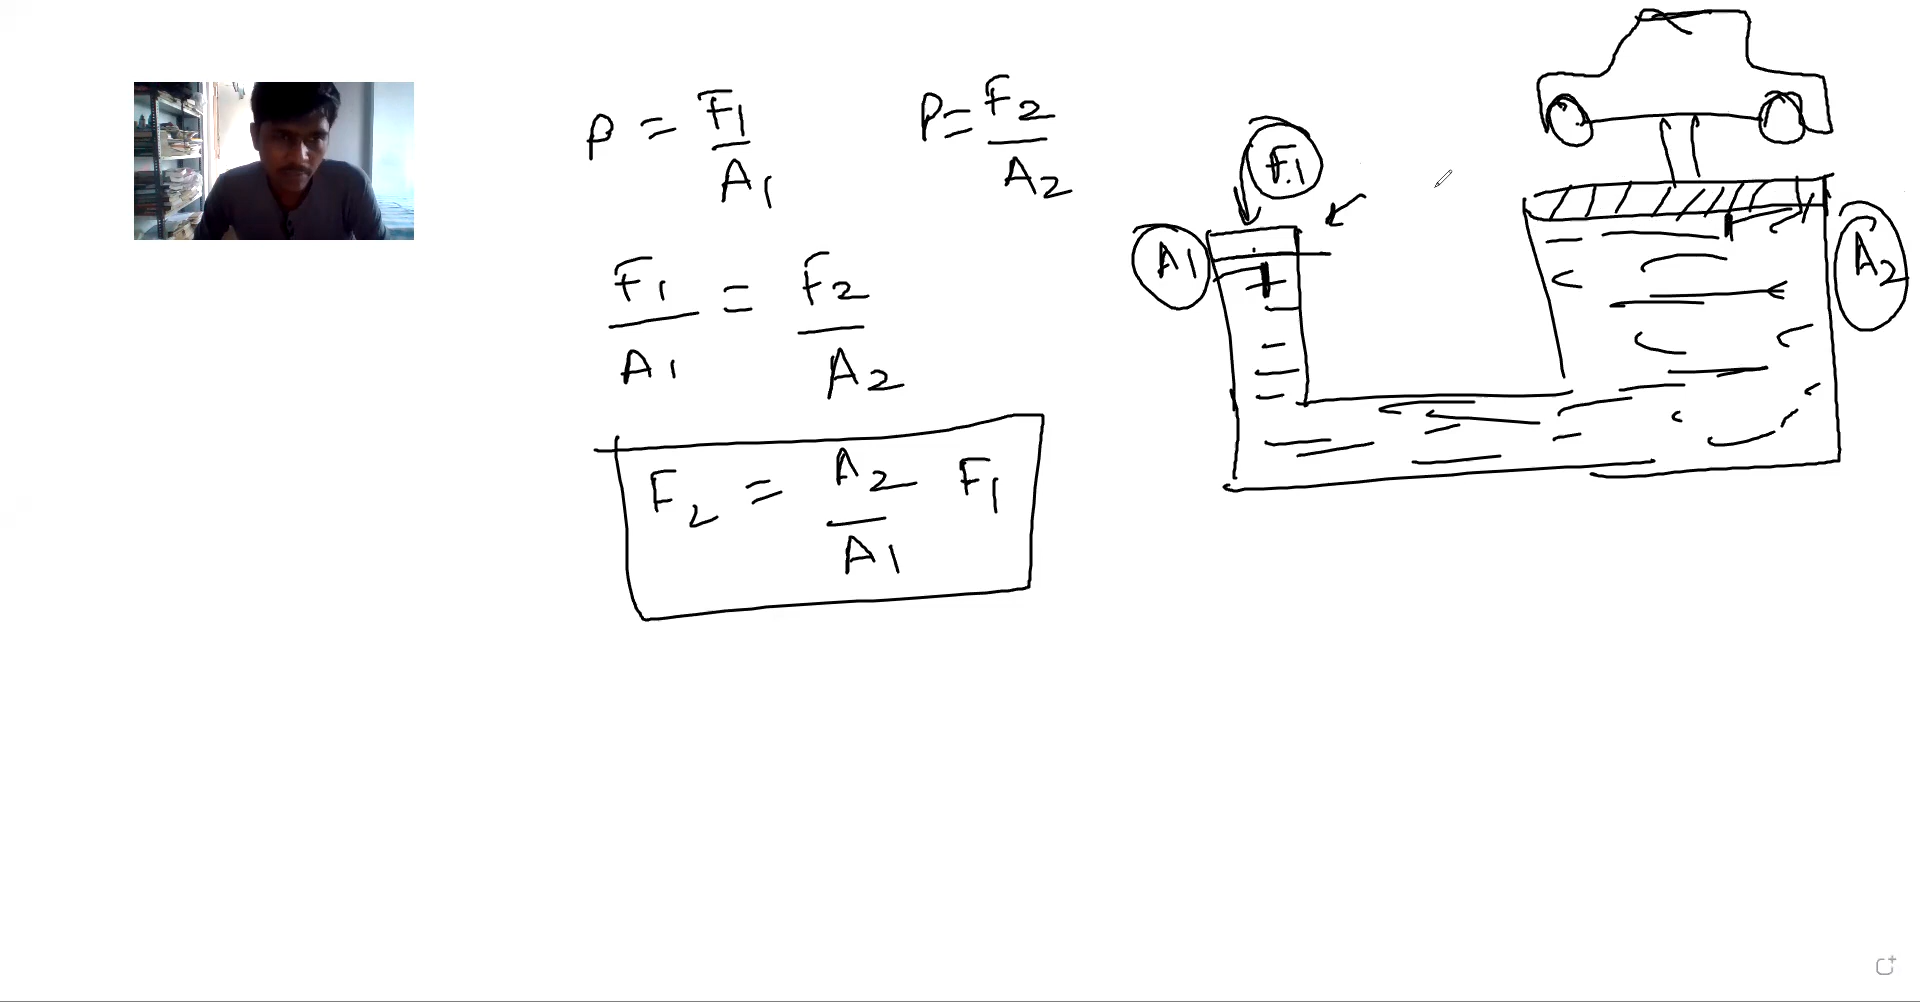 P = F1/A1
P = F2/A2
F1/A1 = F2/A2
F2 = A2/A1 F1
F1
A1
A2